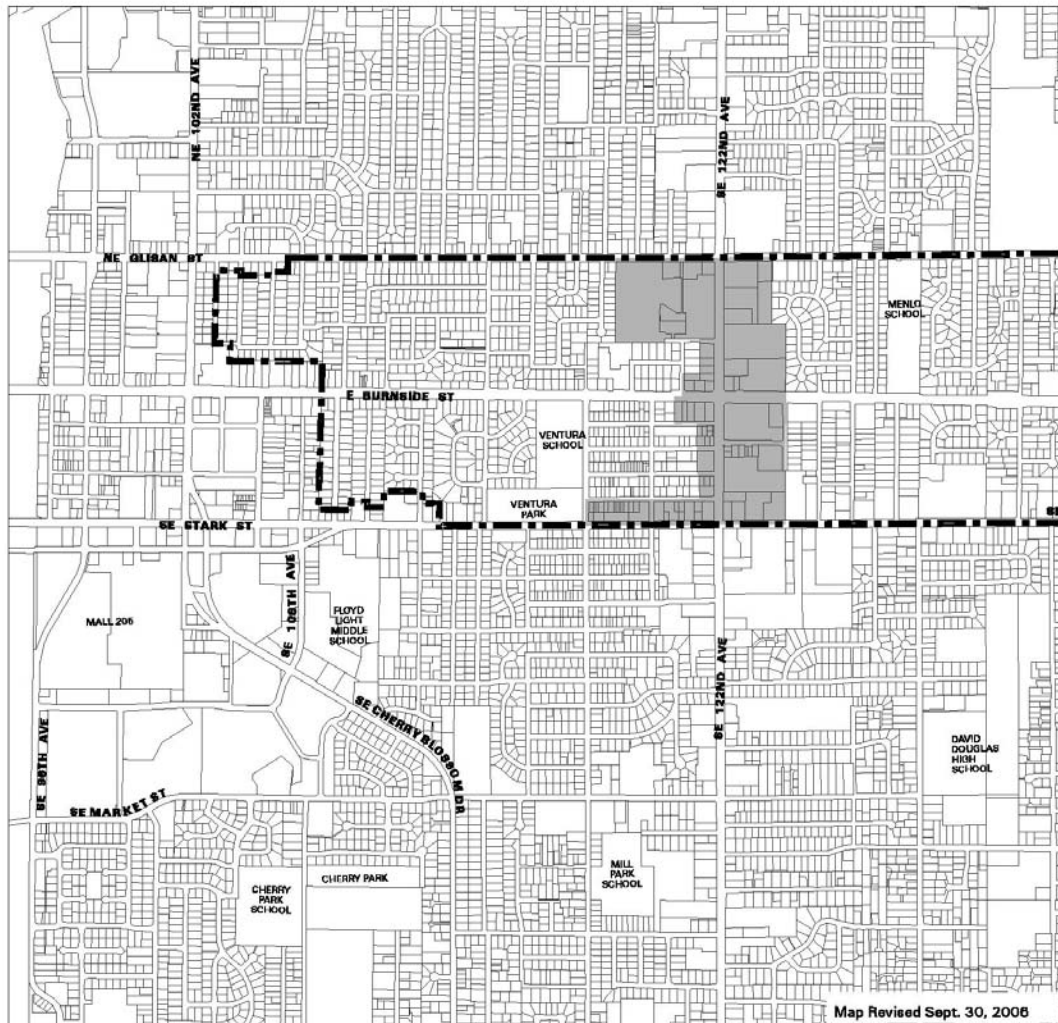 NE 102ND AVE
SE 122ND AVE
NE GLISAN ST
MENLO
SCHOOL
E BURNSIDE ST
VENTURA
SCHOOL
VENTURA
PARK
SE STARK ST
SE
MALL 205
SE 108TH AVE
FLOYD
LIGHT
MIDDLE
SCHOOL
SE CHERRY BLOSSOM DR
SE 122ND AVE
SE 96TH AVE
DAVID
DOUGLAS
HIGH
SCHOOL
SE MARKET ST
CHERRY
PARK
SCHOOL
CHERRY PARK
MILL
PARK
SCHOOL
Map Revised Sept. 30, 2006